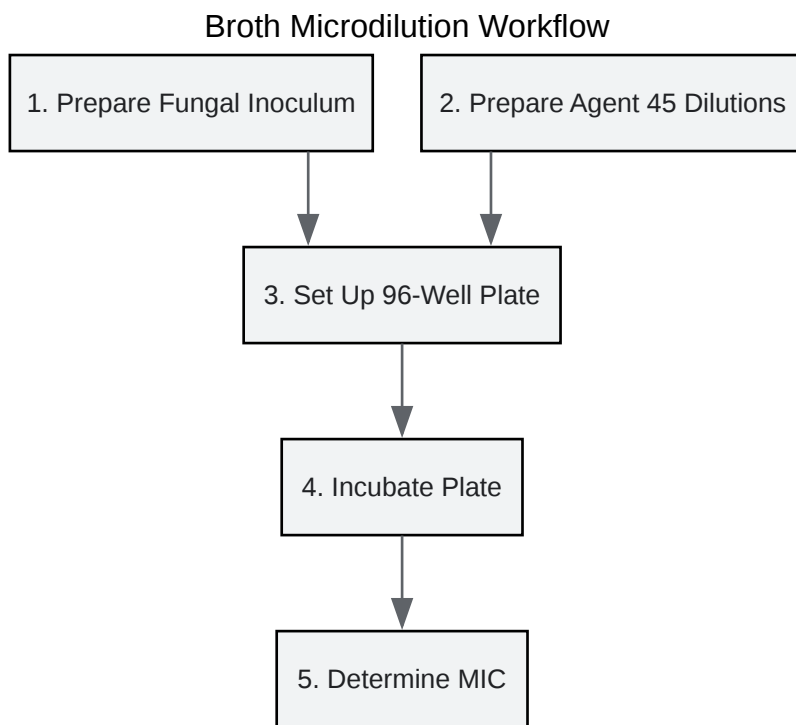 Broth Microdilution Workflow
1. Prepare Fungal Inoculum
2. Prepare Agent 45 Dilutions
3. Set Up 96-Well Plate
4. Incubate Plate
5. Determine MIC